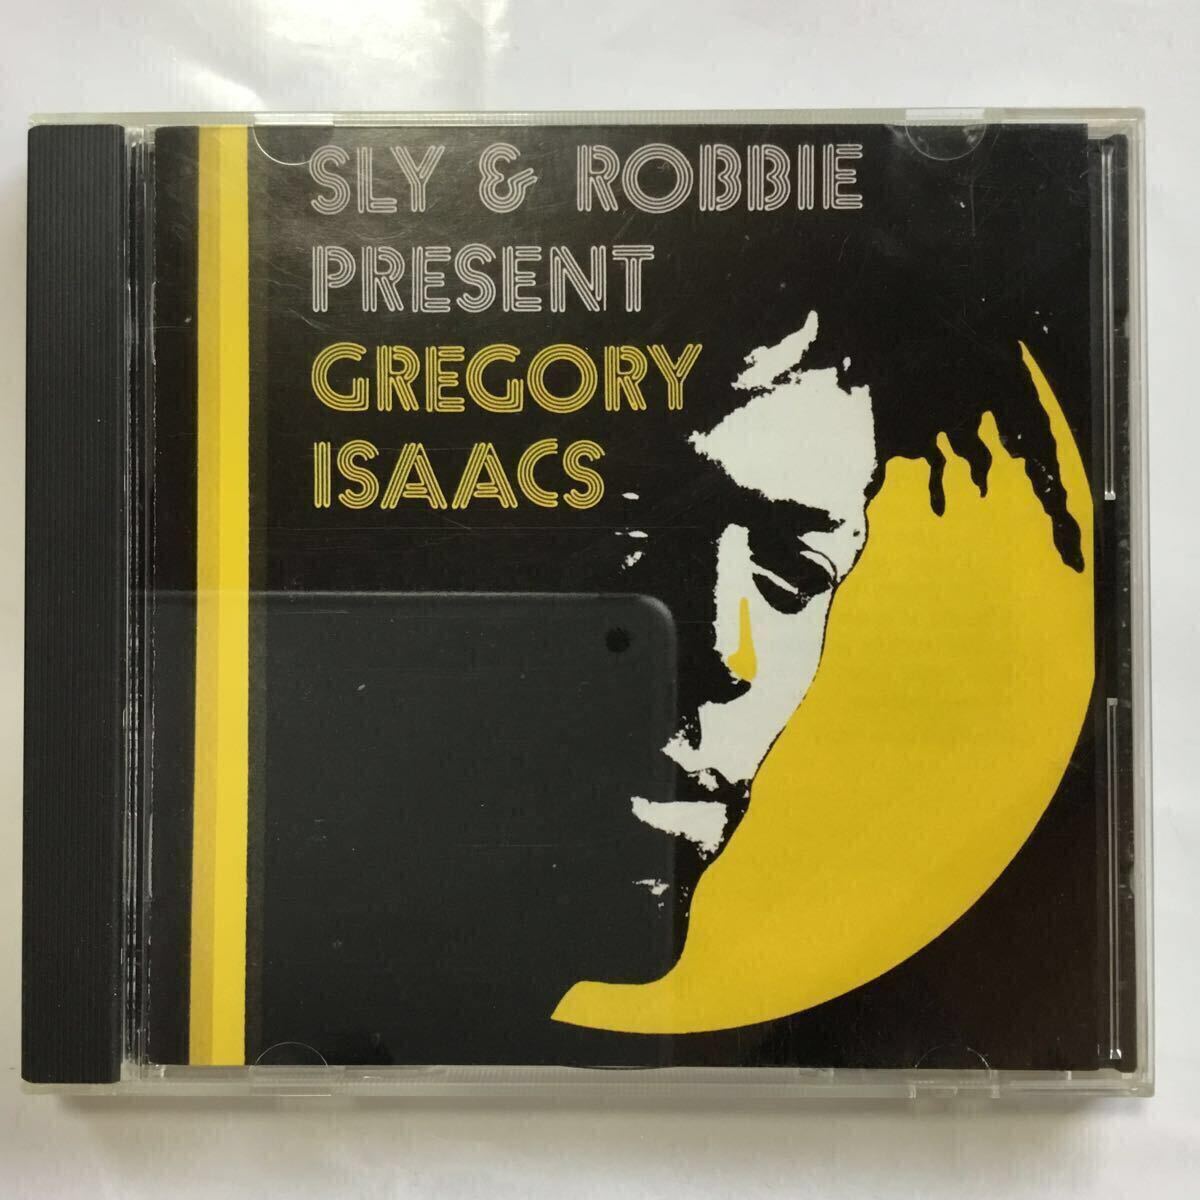 SLY & ROBBIE
PRESENT
GREGORY
ISAACS